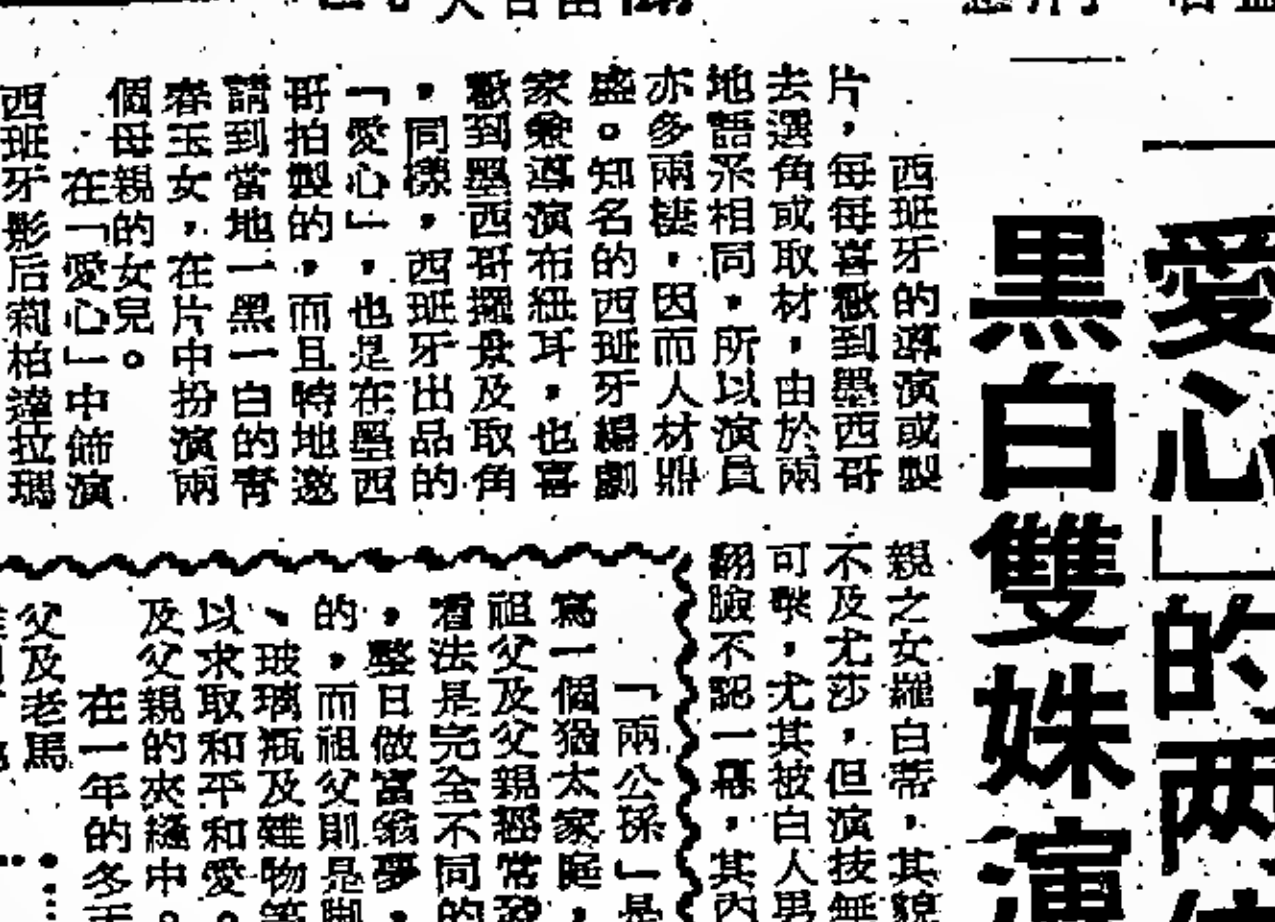 愛心」的两
黑白雙姝演
西班牙的導演或製
片,每每喜歡到墨西哥
去選角或取材,由於兩
地語系相同,所以演員
亦多兩棲,因而人材鼎
盛。知名的西班牙編劇
家兼導演布紐耳,也喜
歡到墨西哥攝景及取角
,同樣,西班牙出品的
「愛心」,也是在墨西
哥拍製的,而且特地邀
請到當地一黑一白的青
春玉女,在片中扮演兩
個母親的女兒。
在「愛心」中飾演
西班牙影后莉柏達拉瑪
親之女羅白蒂,其貌
不及尤莎,但演技無
可擊,尤其被白人男
翻臉不認一幕,其內
「兩公孫」是
寫一個猶太家庭,
祖父及父親經常
看法是完全不同的
,整日做富翁夢,
的,而祖父則是脚
、玻璃瓶及雜物等
以求取和平和愛。
及父親的夾縫中。
在一年的冬天
父及老馬